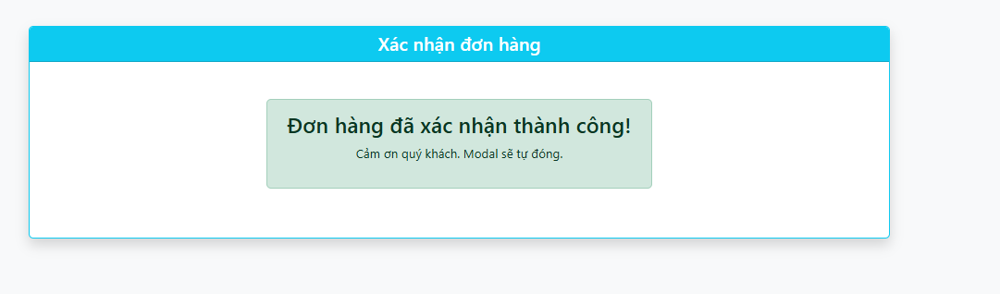 Xác nhận đơn hàng
Đơn hàng đã xác nhận thành công!
Cảm ơn quý khách. Modal sẽ tự đóng.